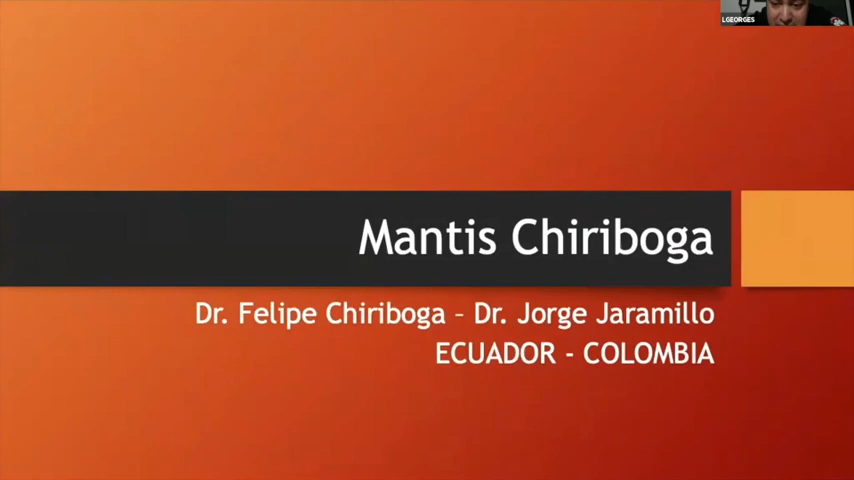 LGEORGES
Mantis Chiriboga
Dr. Felipe Chiriboga – Dr. Jorge Jaramillo
ECUADOR - COLOMBIA